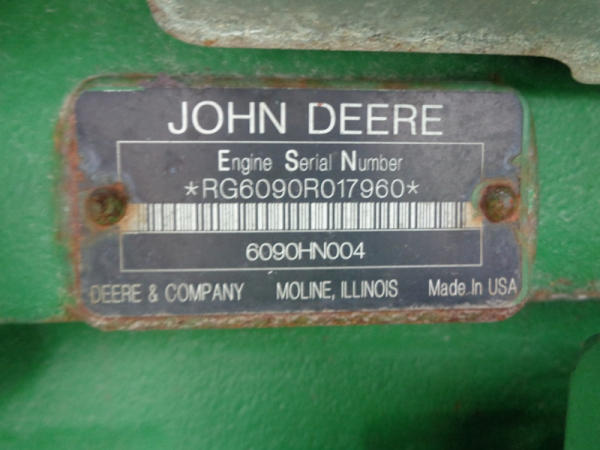 JOHN DEERE
Engine Serial Number
*RG6090R017960*
6090HN004
DEERE & COMPANY MOLINE, ILLINOIS Made in USA